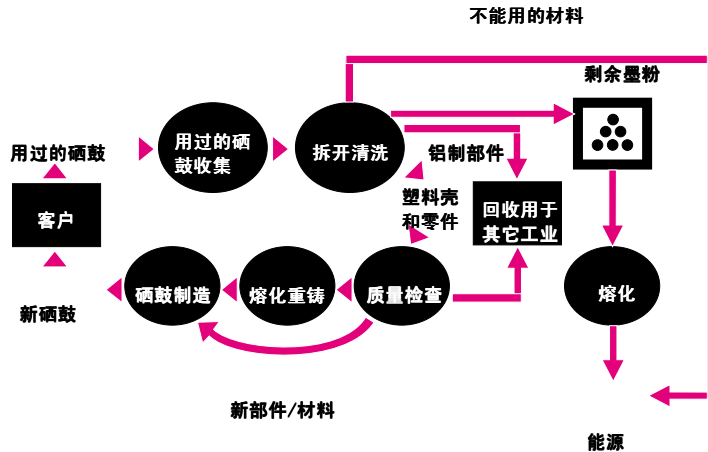 不能用的材料
剩余墨粉
用过的硒
鼓收集
拆开清洗
铝制部件
用过的硒鼓
塑料壳
和零件
客户
回收用于
其它工业
硒鼓制造
熔化重铸
质量检查
熔化
新硒鼓
新部件/材料
能源